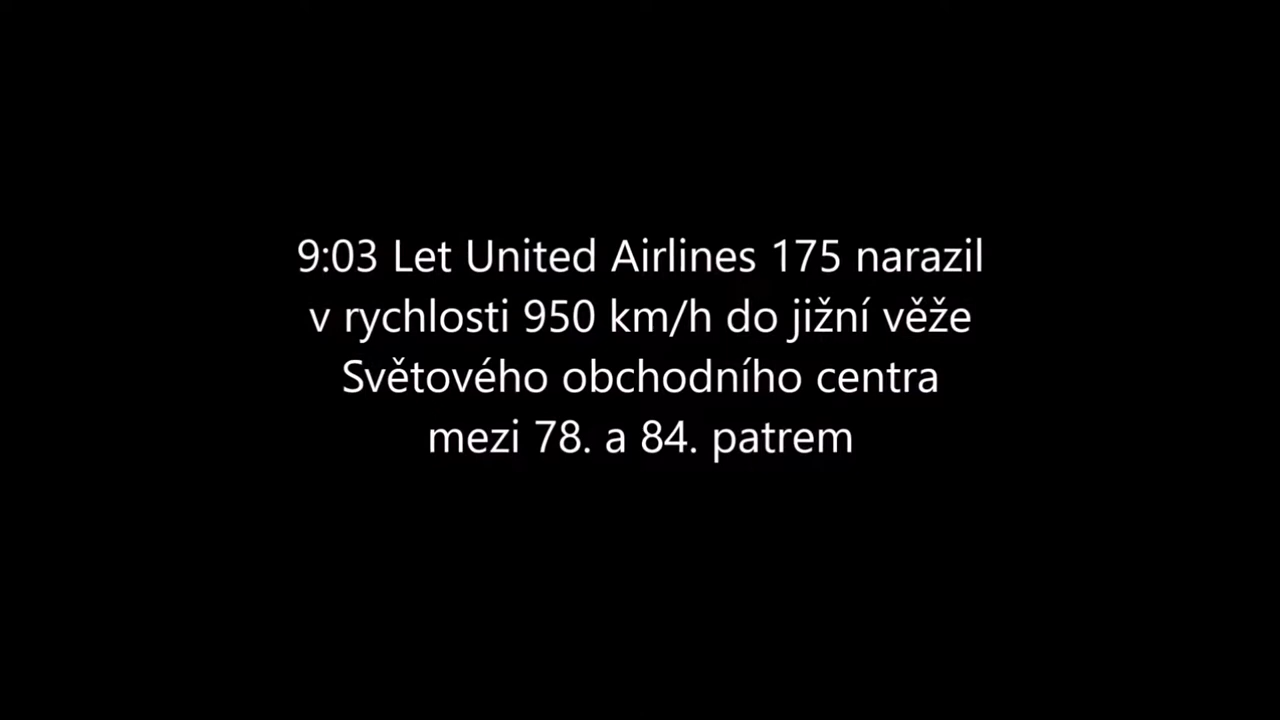 9:03 Let United Airlines 175 narazil
v rychlosti 950 km/h do jižní věže
Světového obchodního centra
mezi 78. a 84. patrem